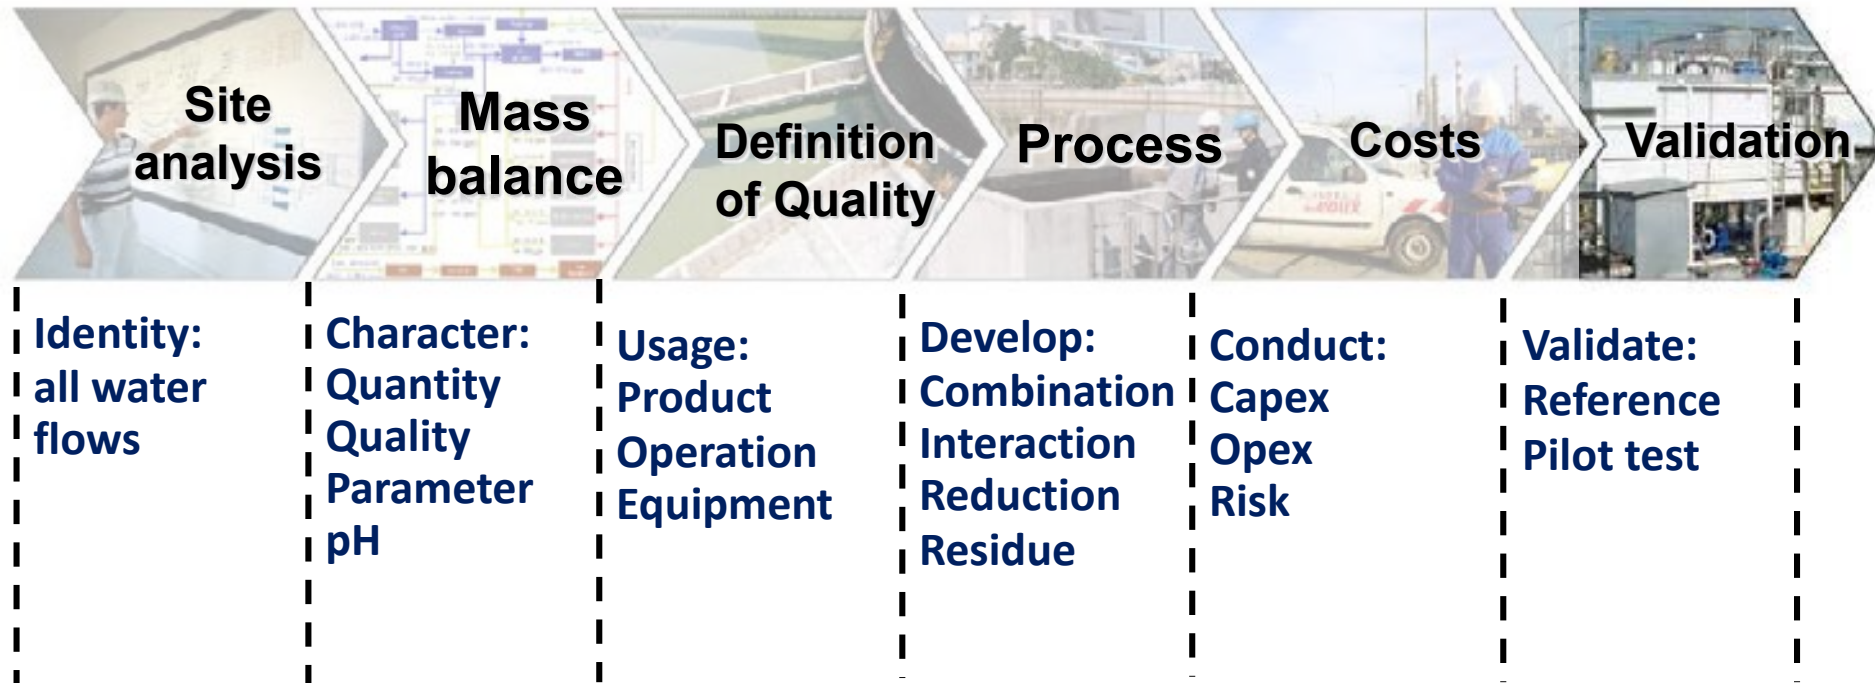 Site
analysis
Mass
balance
Definition
of Quality
Process
Costs
Validation
Identity:
all water
flows
Character:
Quantity
Quality
Parameter
pH
Usage:
Product
Operation
Equipment
Develop:
Combination
Interaction
Reduction
Residue
Conduct:
Capex
Opex
Risk
Validate:
Reference
Pilot test